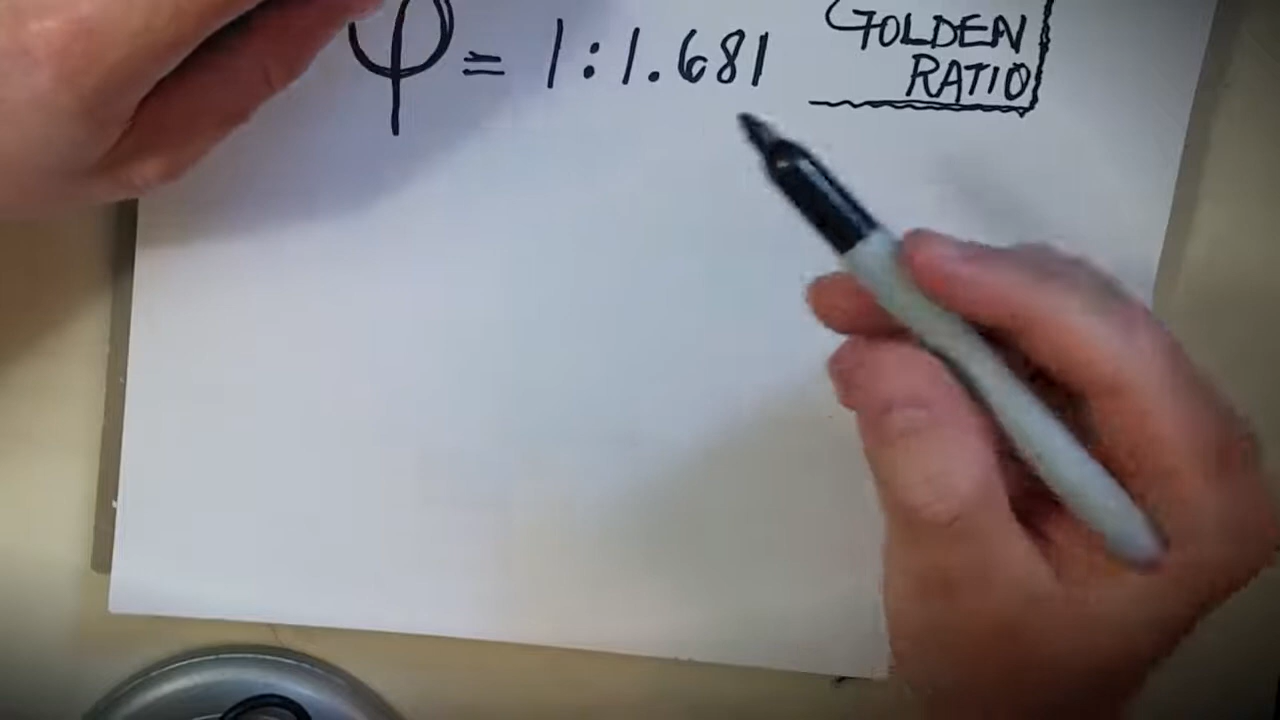 φ = 1:1.681
GOLDEN
RATIO